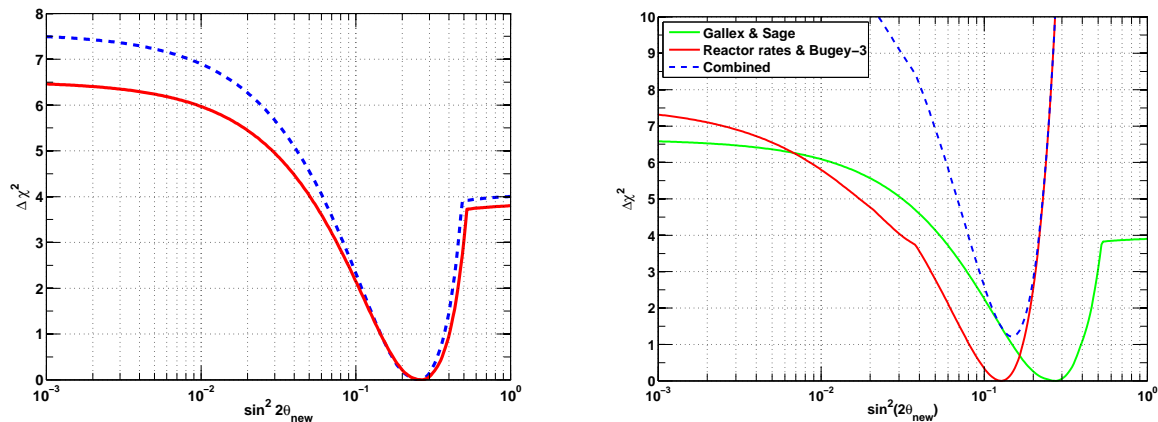 8
7
6
5
4
3
2
1
0
Δ χ²
10⁻³ 10⁻² 10⁻¹ 10⁰
sin² 2θnew
10
9
8
7
6
5
4
3
2
1
0
Δχ²
Gallex & Sage
Reactor rates & Bugey−3
Combined
10⁻³ 10⁻² 10⁻¹ 10⁰
sin²(2θnew)